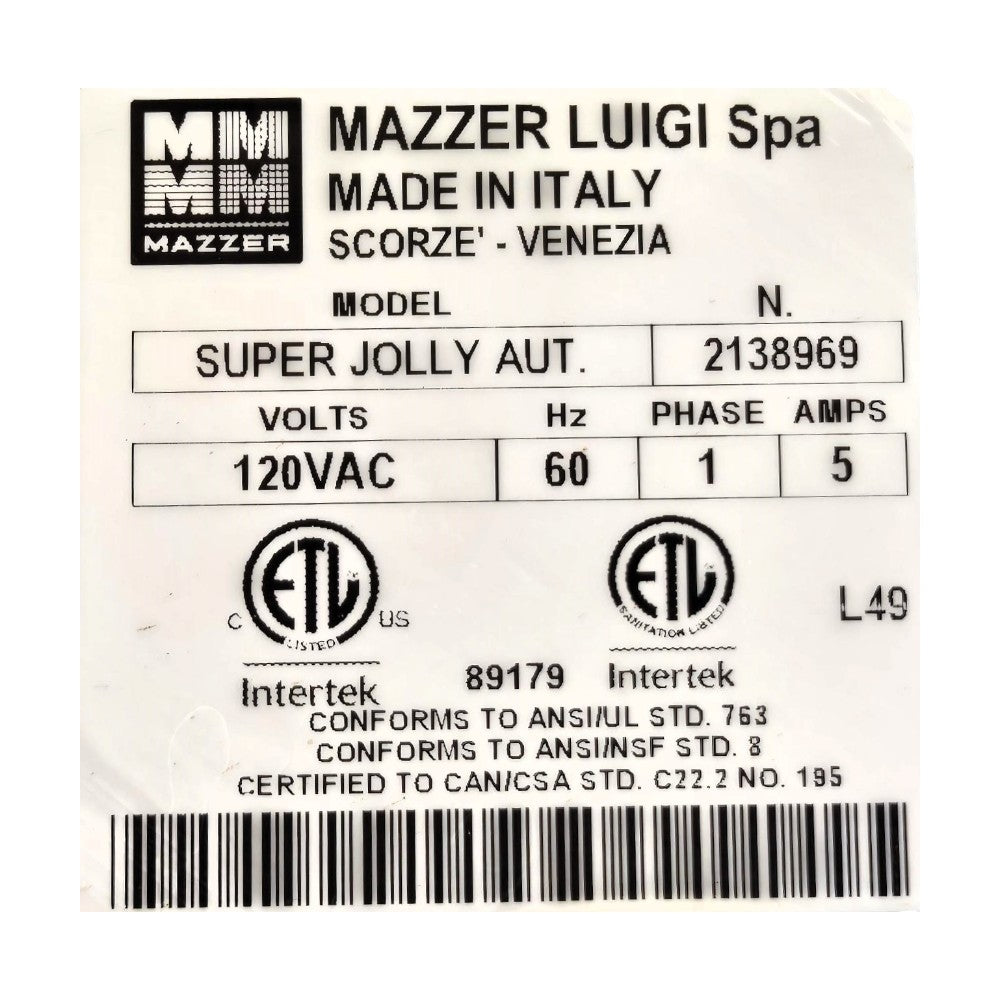 MM
MM
MAZZER
MAZZER LUIGI Spa
MADE IN ITALY
SCORZE' - VENEZIA
MODEL N.
SUPER JOLLY AUT. 2138969
VOLTS Hz PHASE AMPS
120VAC 60 1 5
ETL
C US
LISTED
Intertek
89179
ETL
SANITATION LISTED
Intertek
L49
CONFORMS TO ANSI/UL STD. 763
CONFORMS TO ANSI/NSF STD. 8
CERTIFIED TO CAN/CSA STD. C22.2 NO. 195